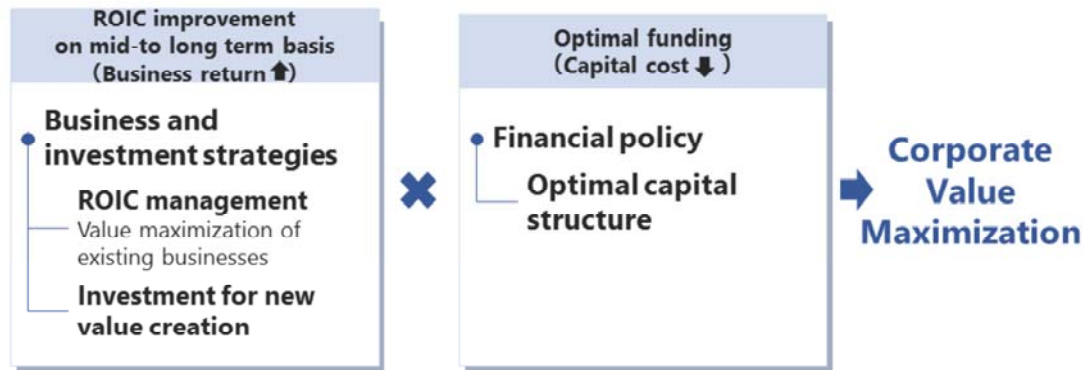 ROIC improvement
on mid-to long term basis
(Business return⬆)
Business and
investment strategies
ROIC management
Value maximization of
existing businesses
Investment for new
value creation
✖
Optimal funding
(Capital cost⬇)
Financial policy
Optimal capital
structure
Corporate
Value
Maximization